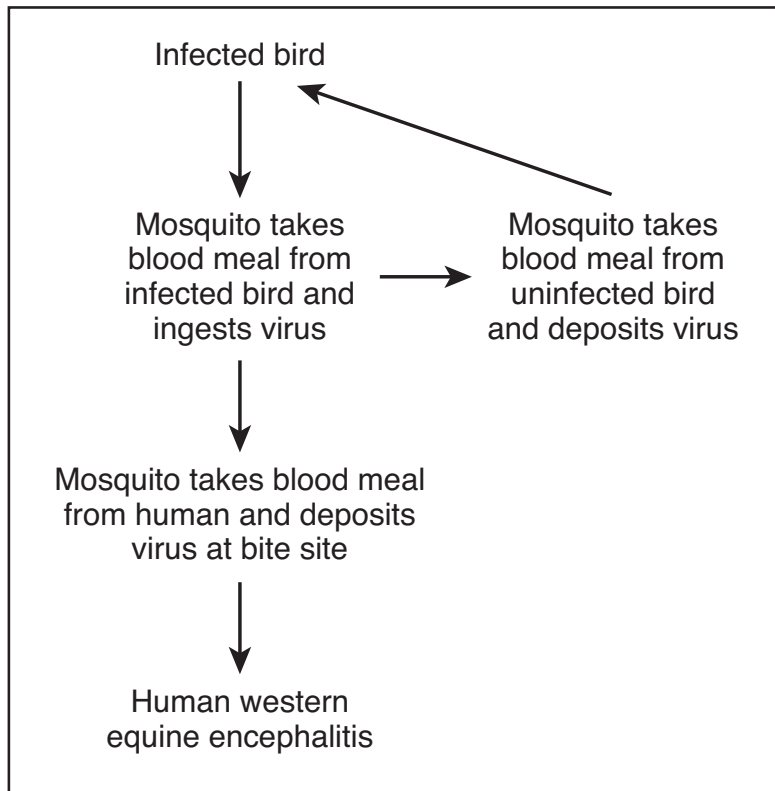 Infected bird
Mosquito takes
blood meal from
infected bird and
ingests virus
Mosquito takes
blood meal from
uninfected bird
and deposits virus
Mosquito takes blood meal
from human and deposits
virus at bite site
Human western
equine encephalitis